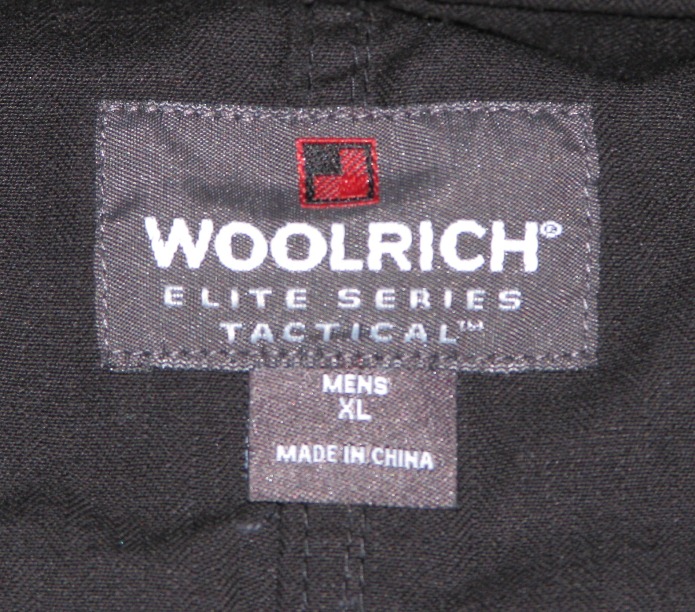 WOOLRICH®
ELITE SERIES
TACTICAL™
MENS
XL
MADE IN CHINA